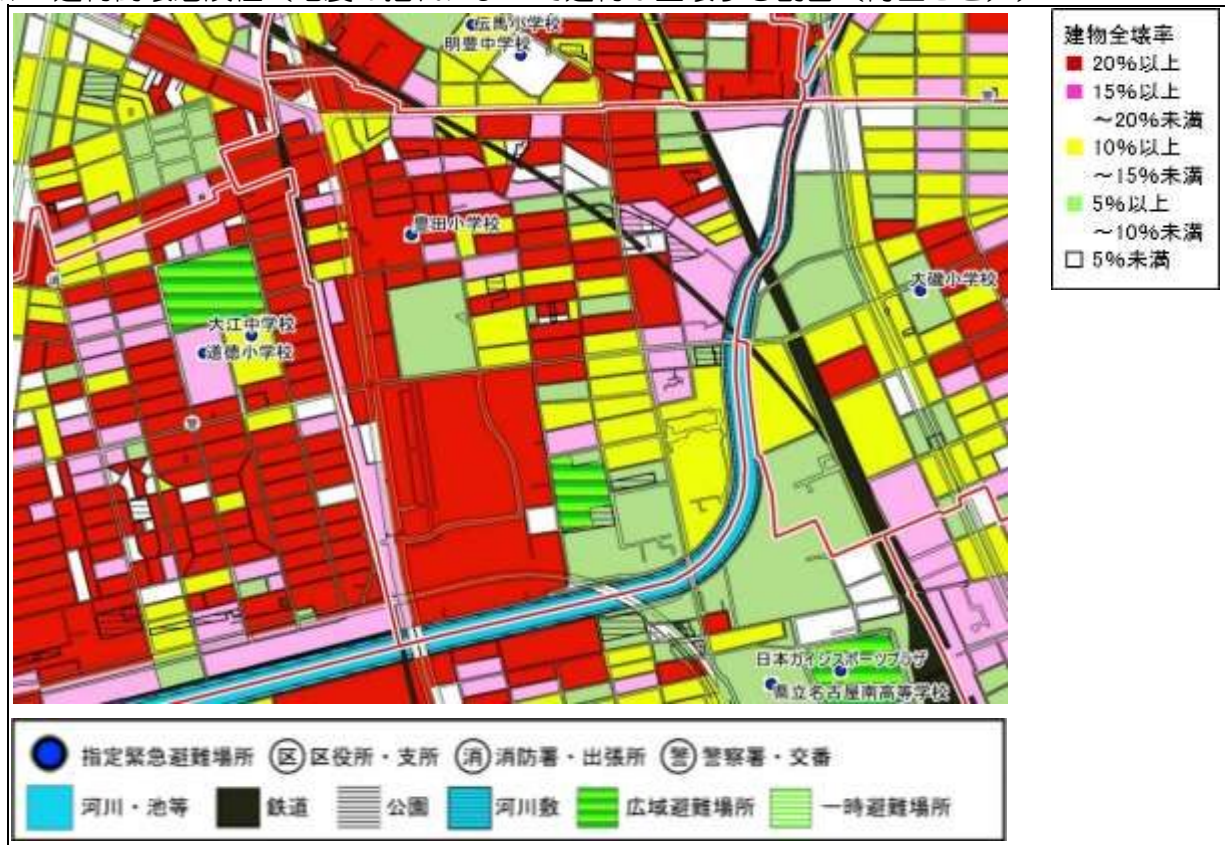 伝馬小学校
明豊中学校
豊田小学校
大磯小学校
大江中学校
道徳小学校
日本ガイシスポーツプラザ
県立名古屋南高等学校
消
警
警
建物全壊率
20%以上
15%以上
～20%未満
10%以上
～15%未満
5%以上
～10%未満
5%未満
指定緊急避難場所 区 区役所・支所 消 消防署・出張所 警 警察署・交番
河川・池等 鉄道 公園 河川敷 広域避難場所 一時避難場所